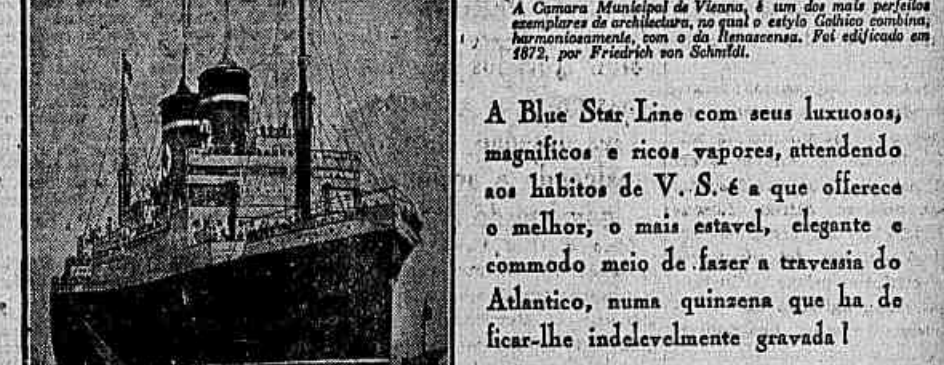 A Camara Municipal de Vienna, é um dos mais perfeitos
exemplares de architectura, no qual o estylo Gothico combina,
harmoniosamente, com o da Renascensa. Foi edificado em
1872, por Friedrich von Schmidt.
A Blue Star Line com seus luxuosos,
magnificos e ricos vapores, attendendo
aos habitos de V. S. é a que offerece
o melhor, o mais estavel, elegante e
commodo meio de fazer a travessia do
Atlantico, numa quinzena que ha de
ficar-lhe indelevelmente gravada!